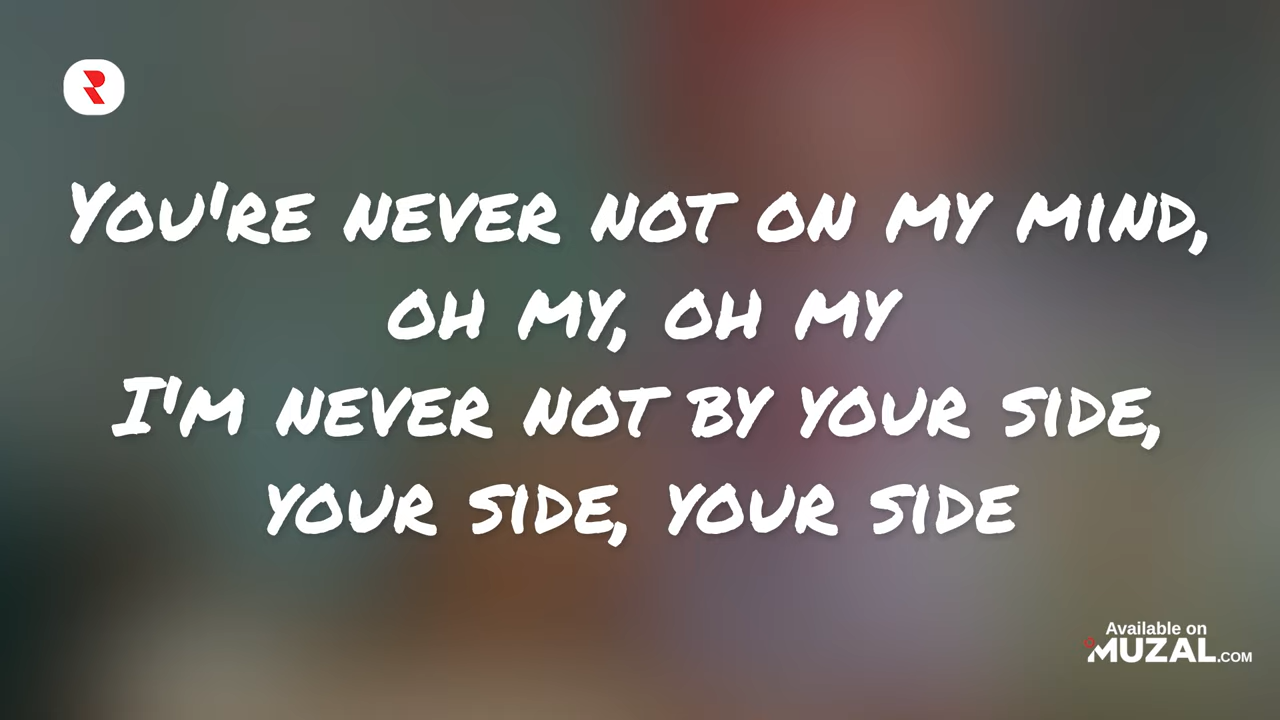 You're never not on my mind,
oh my, oh my
I'm never not by your side,
your side, your side
Available on
MUZAL.COM